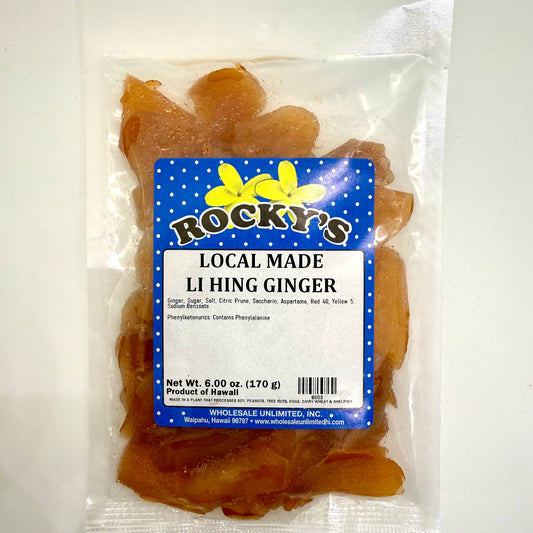 ROCKY'S
LOCAL MADE
LI HING GINGER
Ginger, Sugar, Salt, Citric Prune, Saccharin, Aspartame, Red 40, Yellow 5,
Sodium Benzoate
Phenylketonurics: Contains Phenylalanine
Net Wt. 6.00 oz. (170 g)
Product of Hawaii
8003
MADE IN A PLANT THAT PROCESSES SOY, PEANUTS, TREE NUTS, EGGS, DAIRY WHEAT & SHELLFISH
WHOLESALE UNLIMITED, INC.
Waipahu, Hawaii 96797 • www.wholesaleunlimitedhi.com